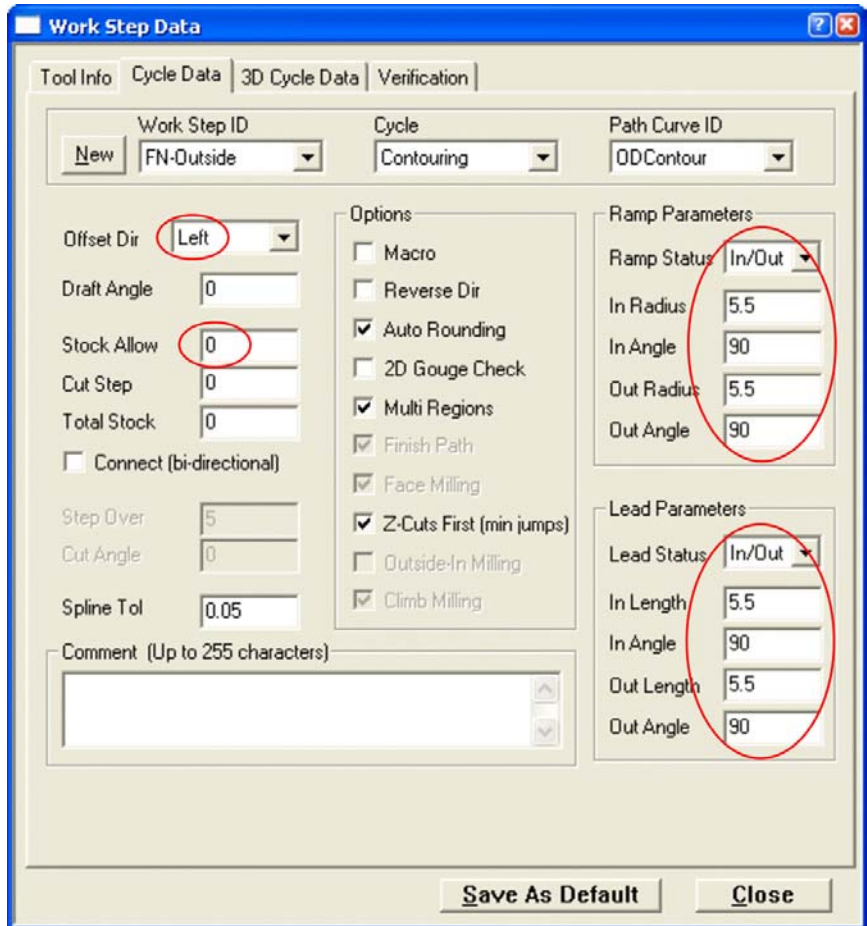 Work Step Data
Tool Info Cycle Data 3D Cycle Data Verification
Work Step ID Cycle Path Curve ID
New FN-Outside Contouring ODContour
Offset Dir Left
Draft Angle 0
Stock Allow 0
Cut Step 0
Total Stock 0
Connect (bi-directional)
Step Over 5
Cut Angle 0
Spline Tol 0.05
Options
Macro
Reverse Dir
Auto Rounding
2D Gouge Check
Multi Regions
Finish Path
Face Milling
Z-Cuts First (min jumps)
Outside-In Milling
Climb Milling
Ramp Parameters
Ramp Status In/Out
In Radius 5.5
In Angle 90
Out Radius 5.5
Out Angle 90
Lead Parameters
Lead Status In/Out
In Length 5.5
In Angle 90
Out Length 5.5
Out Angle 90
Comment (Up to 255 characters)
Save As Default Close